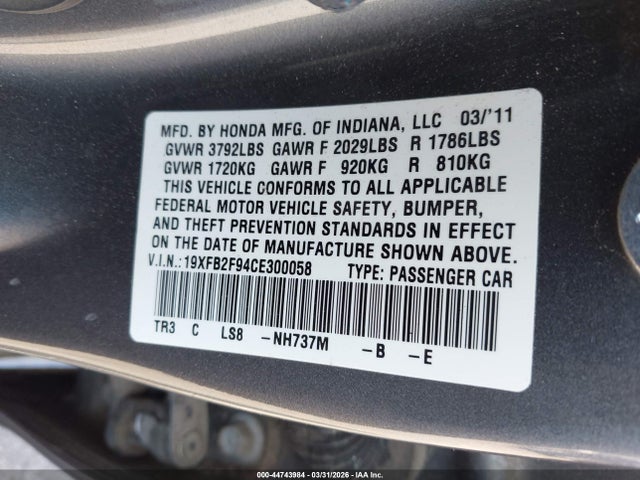 MFD. BY HONDA MFG. OF INDIANA, LLC 03/'11
GVWR 3792LBS GAWR F 2029LBS R 1786LBS
GVWR 1720KG GAWR F 920KG R 810KG
THIS VEHICLE CONFORMS TO ALL APPLICABLE
FEDERAL MOTOR VEHICLE SAFETY, BUMPER,
AND THEFT PREVENTION STANDARDS IN EFFECT
ON THE DATE OF MANUFACTURE SHOWN ABOVE.
V.I.N.:19XFB2F94CE300058 TYPE: PASSENGER CAR
TR3 C LS8 -NH737M -B -E
000-44743984 | 03/31/2026 - IAA Inc.